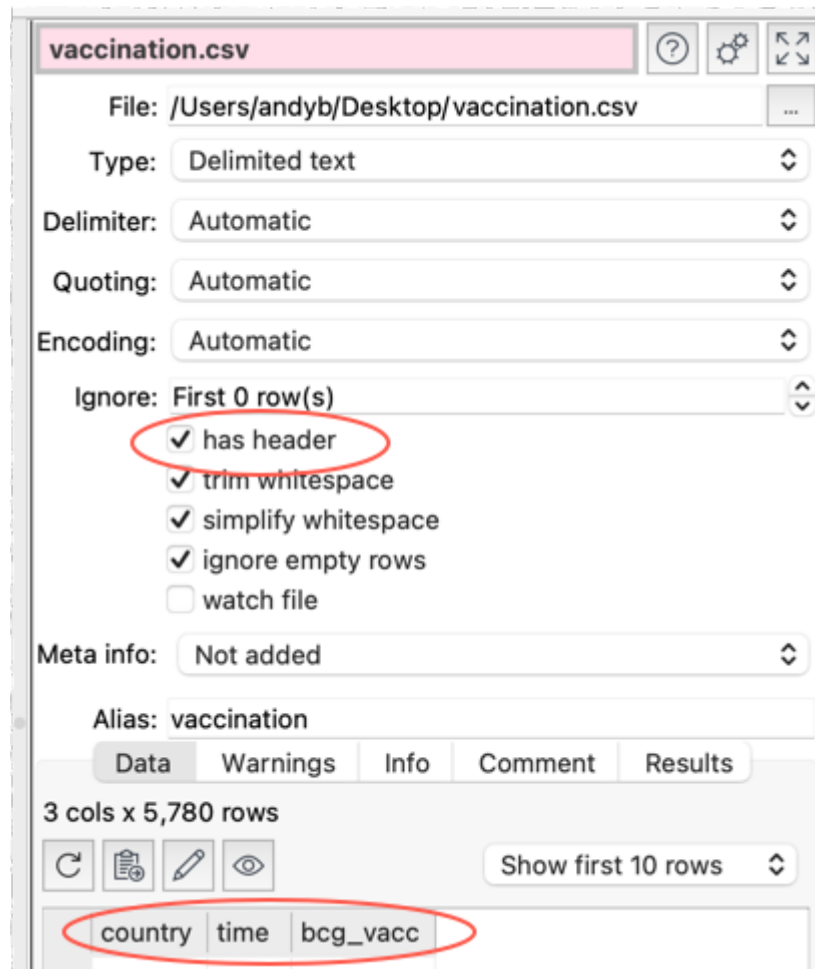 vaccination.csv
File: /Users/andyb/Desktop/vaccination.csv ...
Type: Delimited text
Delimiter: Automatic
Quoting: Automatic
Encoding: Automatic
Ignore: First 0 row(s)
has header
trim whitespace
simplify whitespace
ignore empty rows
watch file
Meta info: Not added
Alias: vaccination
Data Warnings Info Comment Results
3 cols x 5,780 rows
Show first 10 rows
country time bcg_vacc